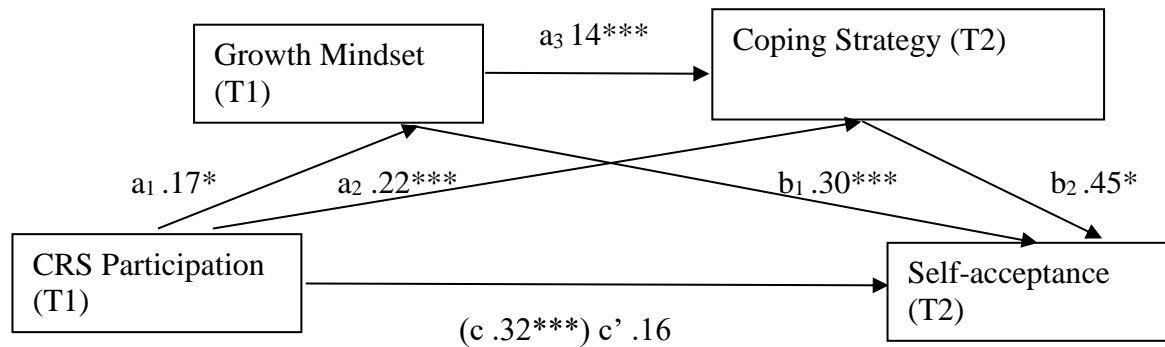 Growth Mindset
(T1)
a₃ 14***
Coping Strategy (T2)
a₁ .17*
a₂ .22***
b₁ .30***
b₂ .45*
CRS Participation
(T1)
Self-acceptance
(T2)
(c .32***) c’ .16